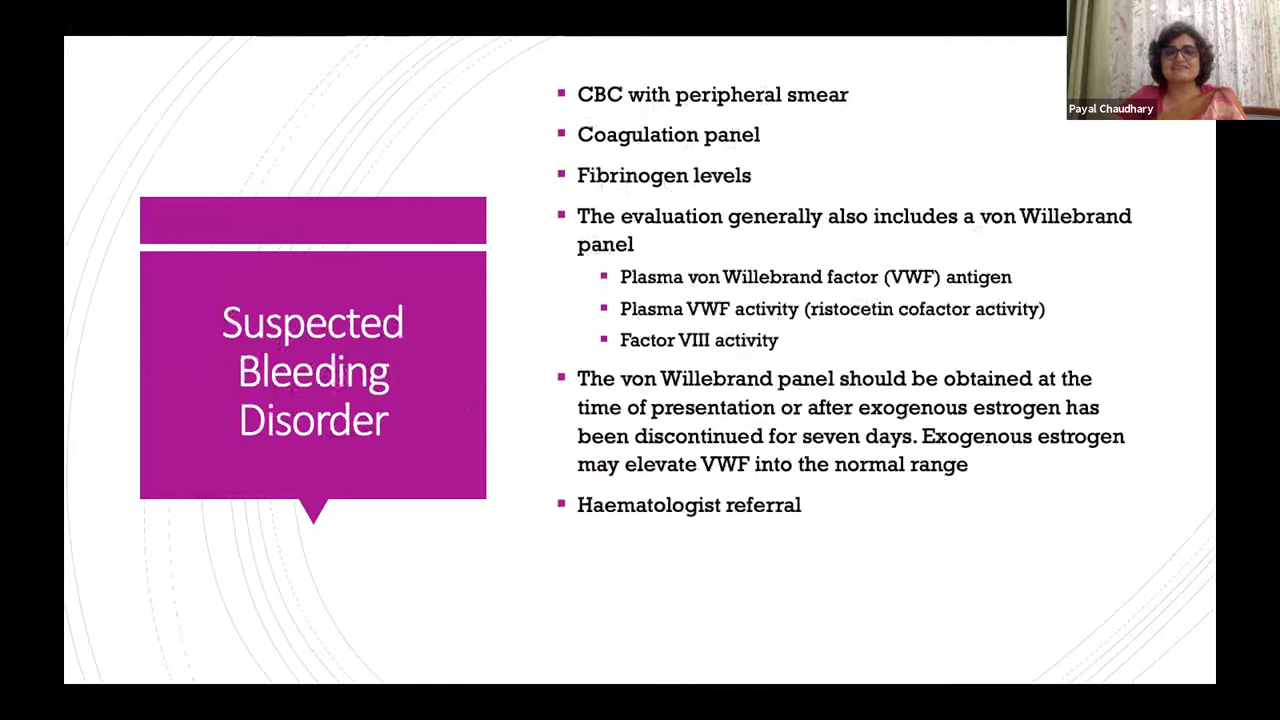 Payal Chaudhary
Suspected
Bleeding
Disorder
CBC with peripheral smear
Coagulation panel
Fibrinogen levels
The evaluation generally also includes a von Willebrand
panel
Plasma von Willebrand factor (VWF) antigen
Plasma VWF activity (ristocetin cofactor activity)
Factor VIII activity
The von Willebrand panel should be obtained at the
time of presentation or after exogenous estrogen has
been discontinued for seven days. Exogenous estrogen
may elevate VWF into the normal range
Haematologist referral